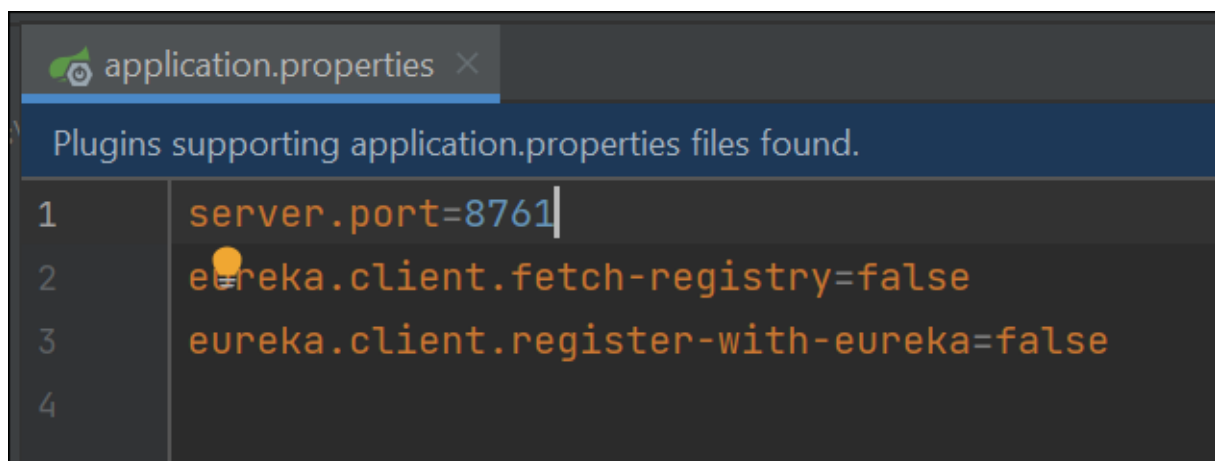 application.properties
Plugins supporting application.properties files found.
1 server.port=8761
2 eureka.client.fetch-registry=false
3 eureka.client.register-with-eureka=false
4